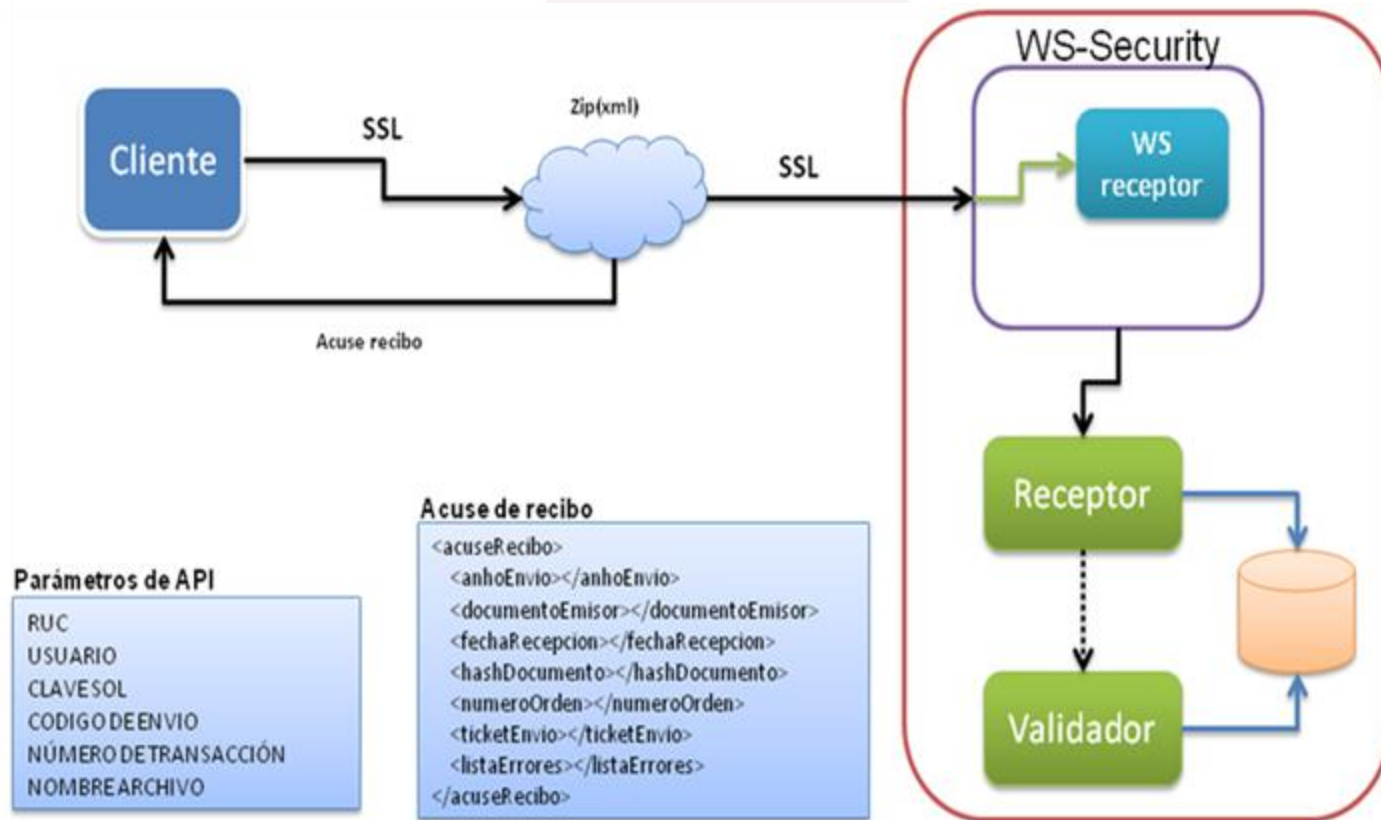 WS-Security
Zip(xml)
SSL
Cliente
SSL
WS
receptor
Acuse recibo
Receptor
Validador
Acuse de recibo
<acuseRecibo>
<anhoEnvio></anhoEnvio>
<documentoEmisor></documentoEmisor>
<fechaRecepcion></fechaRecepcion>
<hashDocumento></hashDocumento>
<numeroOrden></numeroOrden>
<ticketEnvio></ticketEnvio>
<listaErrores></listaErrores>
</acuseRecibo>
Parámetros de API
RUC
USUARIO
CLAVE SOL
CODIGO DE ENVIO
NÚMERO DE TRANSACCIÓN
NOMBRE ARCHIVO